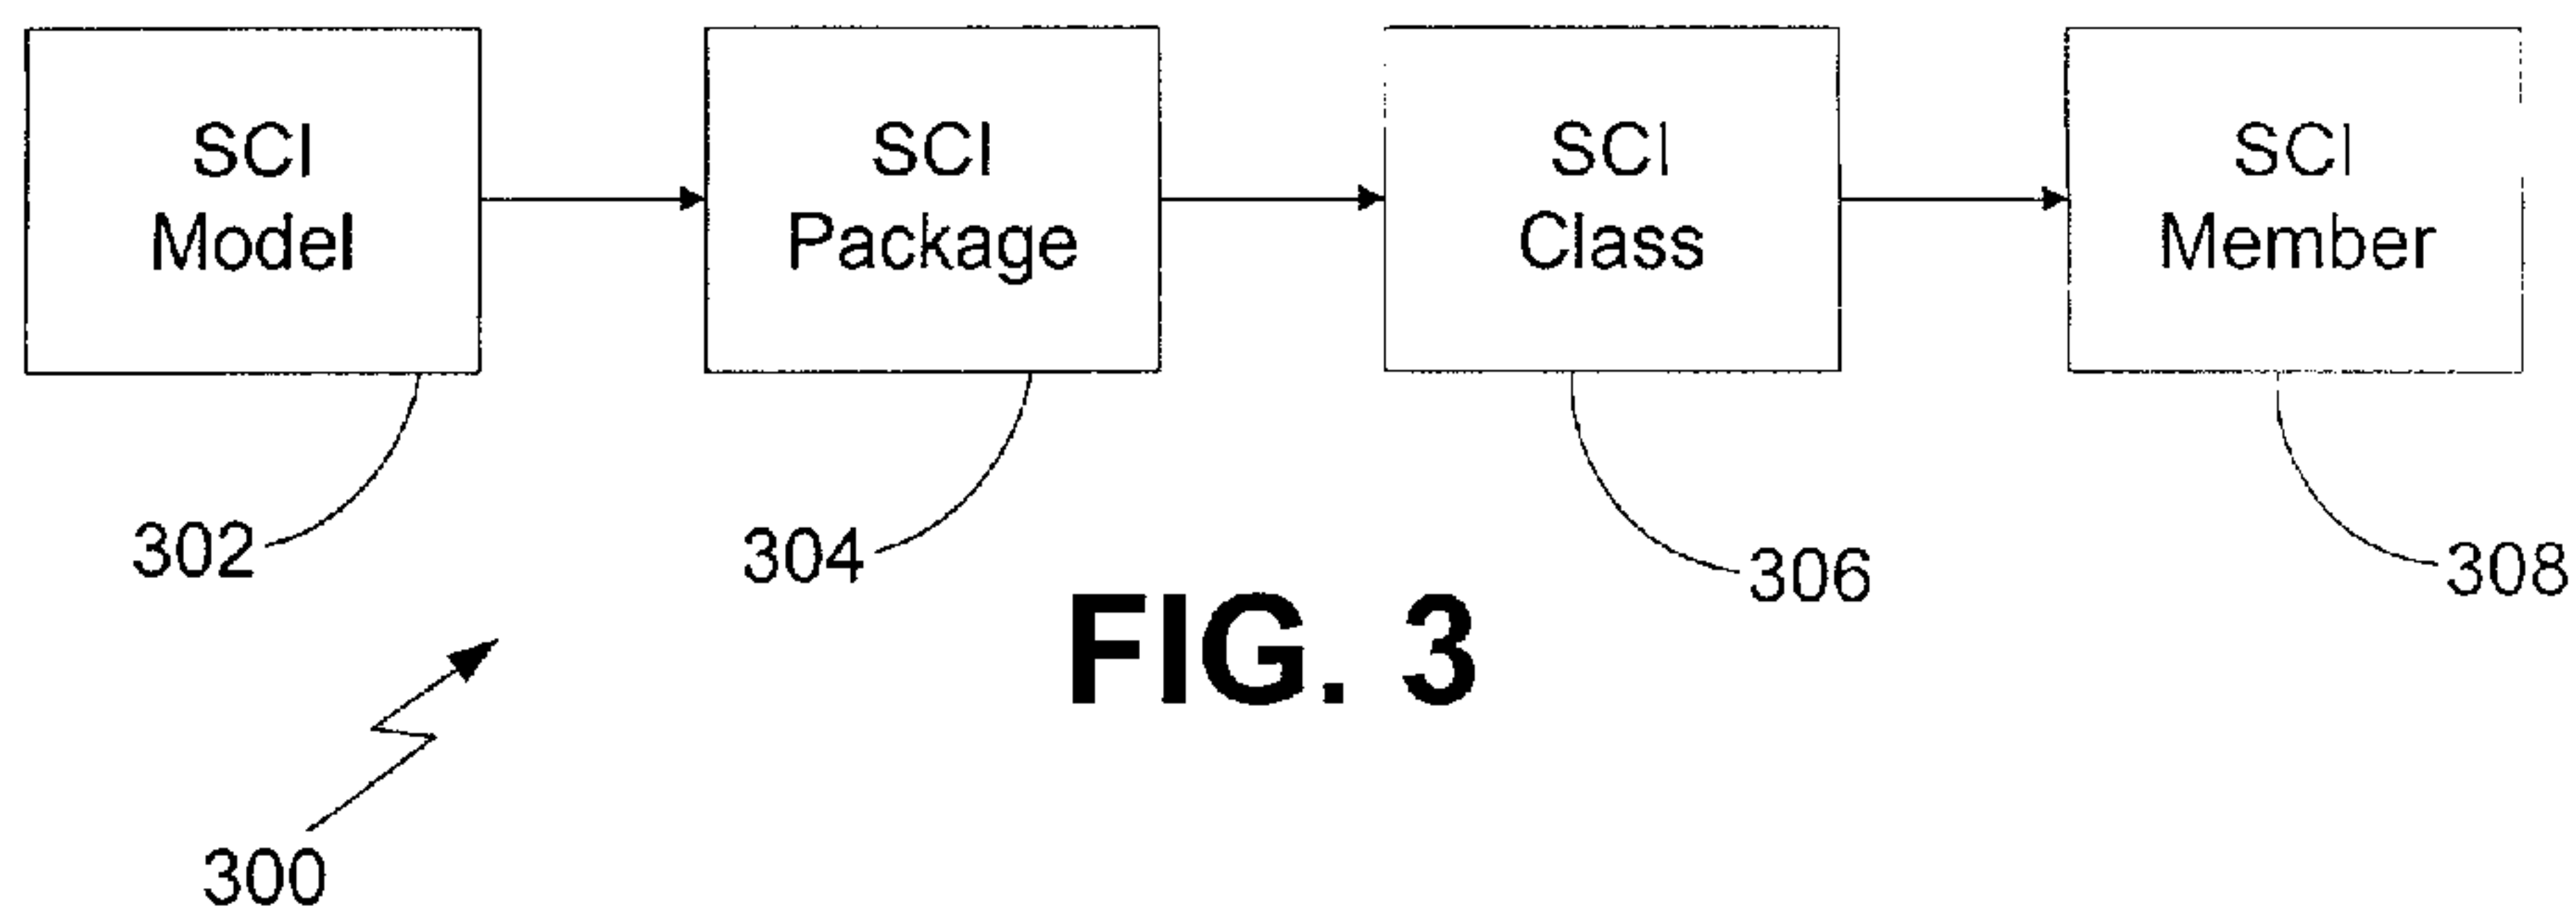 SCI
Model
SCI
Package
SCI
Class
SCI
Member
302
304
306
308
FIG. 3
300